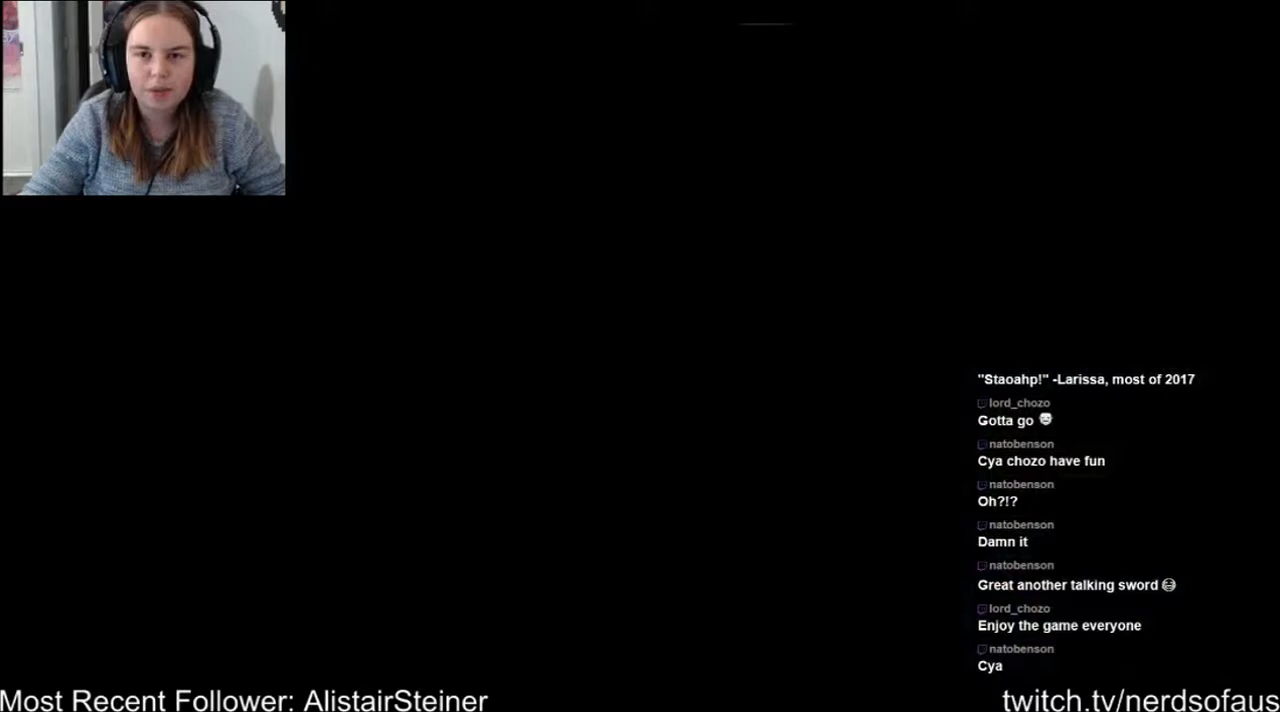 "Staoahp!" -Larissa, most of 2017
lord_chozo
Gotta go
natobenson
Cya chozo have fun
natobenson
Oh?!?
natobenson
Damn it
natobenson
Great another talking sword
lord_chozo
Enjoy the game everyone
natobenson
Cya
Most Recent Follower: AlistairSteiner
twitch.tv/nerdsofaus